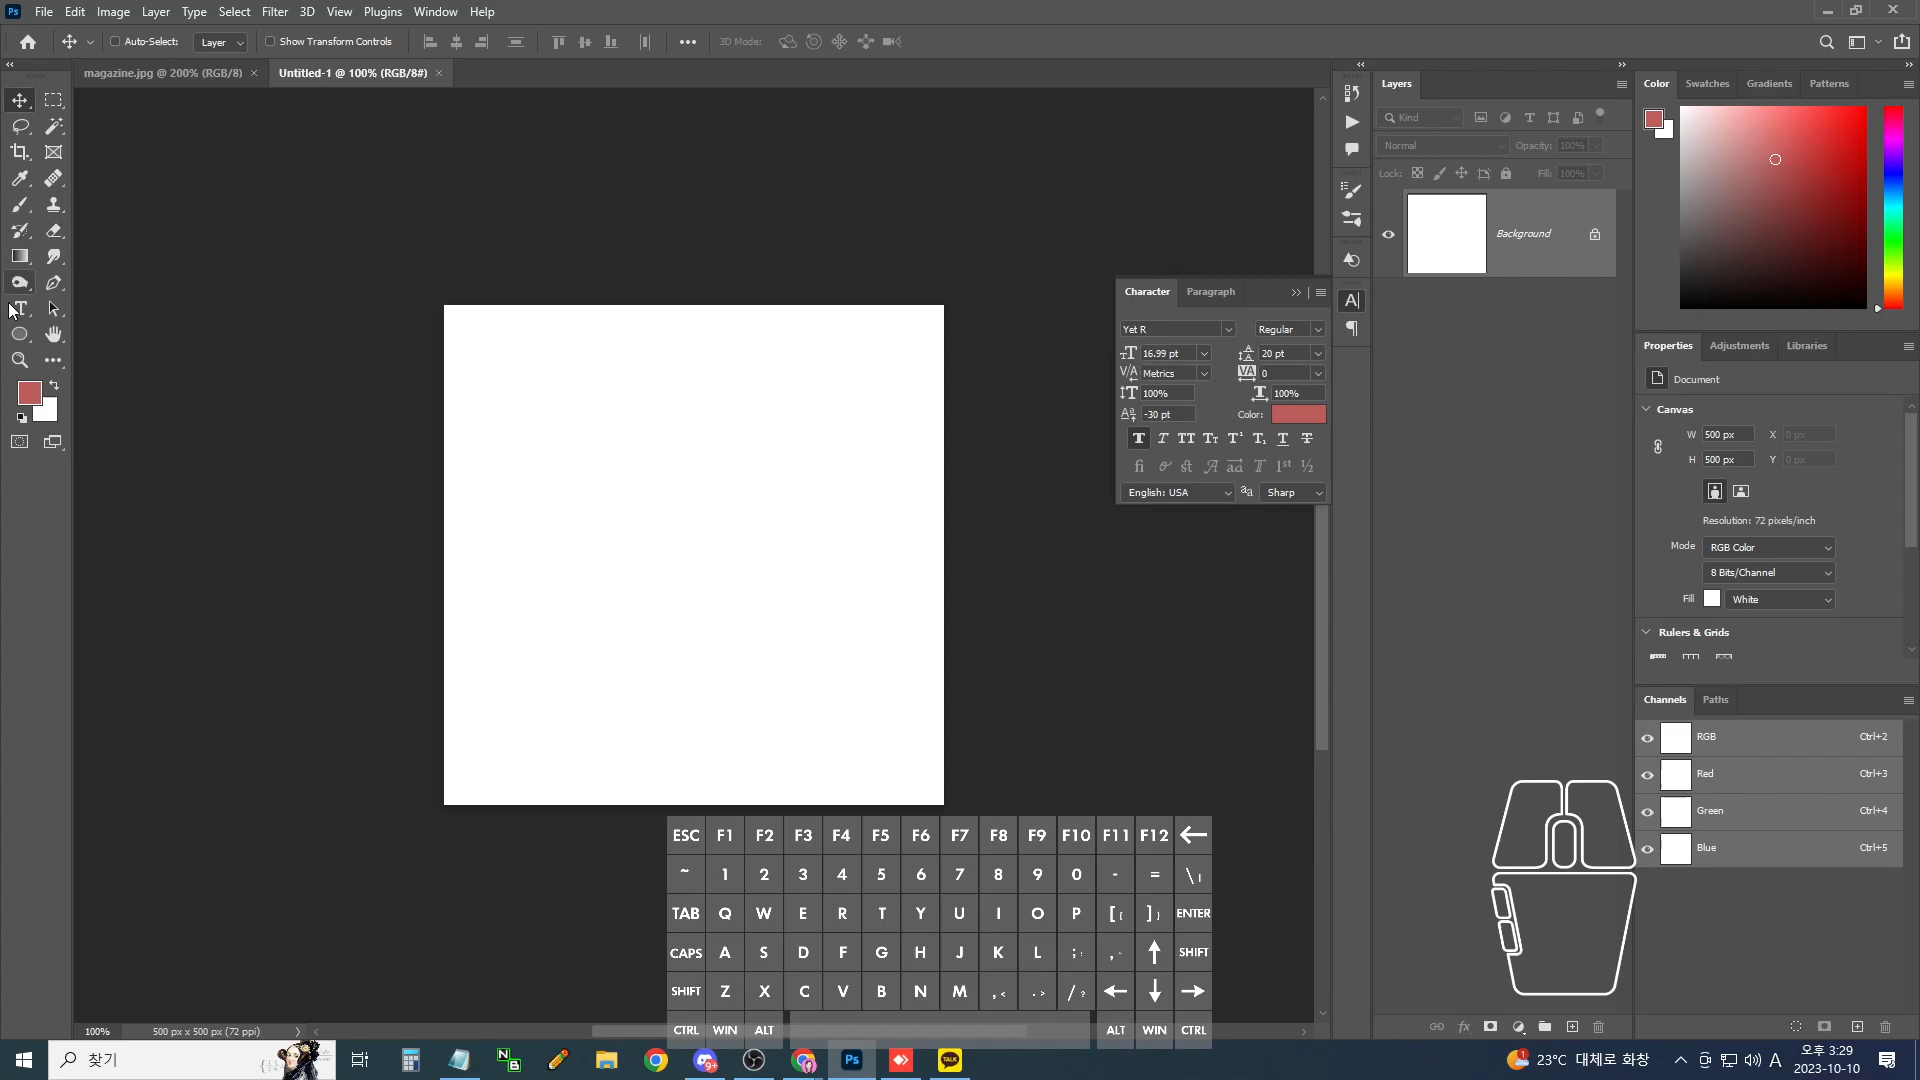 Ps File Edit Image Layer Type Select Filter 3D View Plugins Window Help
Auto-Select: Layer Show Transform Controls 3D Mode:
magazine.jpg @ 200% (RGB/8) × Untitled-1 @ 100% (RGB/8#) ×
Layers
Kind
Normal Opacity: 100%
Lock: Fill: 100%
Background
Color Swatches Gradients Patterns
Character Paragraph
Yet R Regular
16.99 pt 20 pt
Metrics 0
100% 100%
-30 pt Color:
English: USA Sharp
Properties Adjustments Libraries
Document
Canvas
W 500 px X 0 px
H 500 px Y 0 px
Resolution: 72 pixels/inch
Mode RGB Color
8 Bits/Channel
Fill White
Rulers & Grids
Channels Paths
RGB Ctrl+2
Red Ctrl+3
Green Ctrl+4
Blue Ctrl+5
ESC F1 F2 F3 F4 F5 F6 F7 F8 F9 F10 F11 F12 ←
~ 1 2 3 4 5 6 7 8 9 0 - = \|
TAB Q W E R T Y U I O P [{ ]} ENTER
CAPS A S D F G H J K L ;: ↑ SHIFT
SHIFT Z X C V B N M ,< .> /? ← ↓ →
CTRL WIN ALT ALT WIN CTRL
100% 500 px x 500 px (72 ppi)
찾기
Ps
TALK
23°C 대체로 화창
A
오후 3:29
2023-10-10